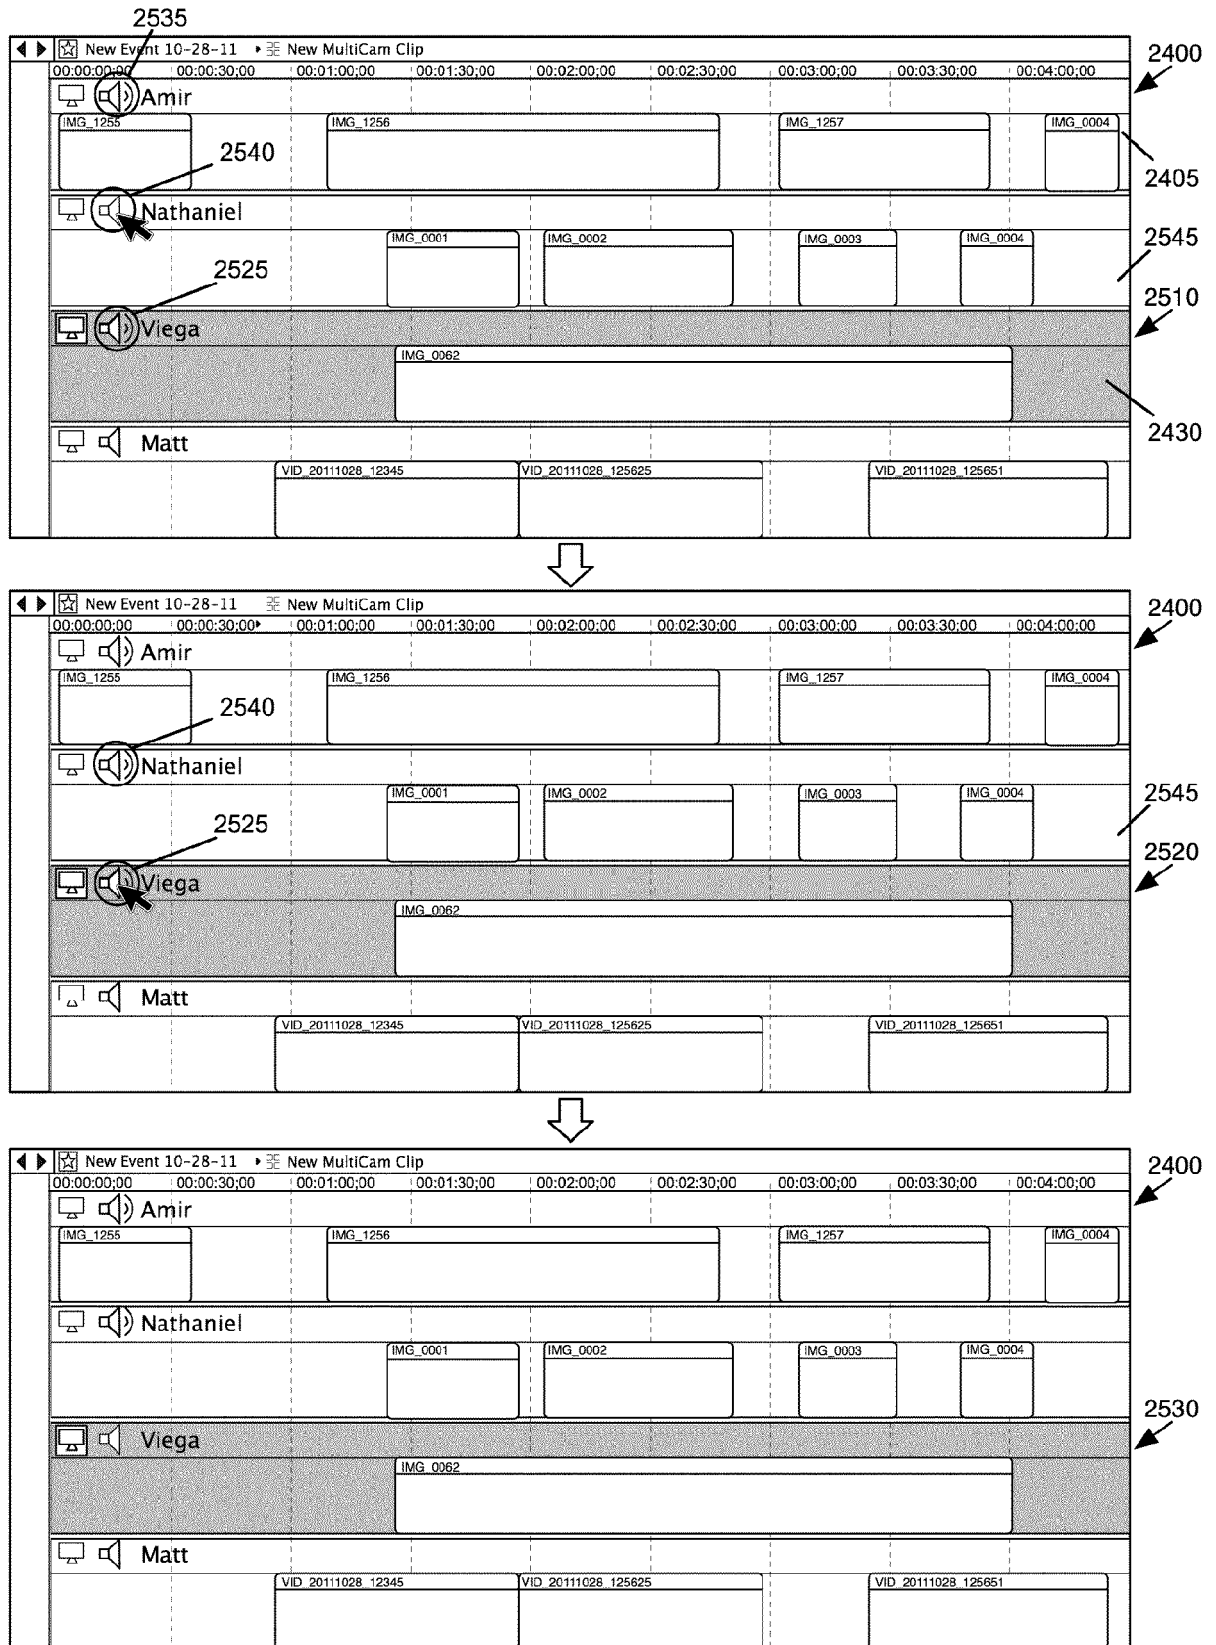 2535
New Event 10-28-11 New MultiCam Clip
2400
00:00:00;00 00:00:30;00 00:01:00;00 00:01:30;00 00:02:00;00 00:02:30;00 00:03:00;00 00:03:30;00 00:04:00;00
Amir
IMG_1255 IMG_1256 IMG_1257 IMG_0004
2540
2405
Nathaniel
IMG_0001 IMG_0002 IMG_0003 IMG_0004
2545
2525
2510
Viega
IMG_0062
2430
Matt
VID_20111028_12345 VID_20111028_125625 VID_20111028_125651
New Event 10-28-11 New MultiCam Clip
2400
00:00:00;00 00:00:30;00 00:01:00;00 00:01:30;00 00:02:00;00 00:02:30;00 00:03:00;00 00:03:30;00 00:04:00;00
Amir
IMG_1255 IMG_1256 IMG_1257 IMG_0004
2540
Nathaniel
IMG_0001 IMG_0002 IMG_0003 IMG_0004
2545
2525
2520
Viega
IMG_0062
Matt
VID_20111028_12345 VID_20111028_125625 VID_20111028_125651
New Event 10-28-11 New MultiCam Clip
2400
00:00:00;00 00:00:30;00 00:01:00;00 00:01:30;00 00:02:00;00 00:02:30;00 00:03:00;00 00:03:30;00 00:04:00;00
Amir
IMG_1255 IMG_1256 IMG_1257 IMG_0004
Nathaniel
IMG_0001 IMG_0002 IMG_0003 IMG_0004
2530
Viega
IMG_0062
Matt
VID_20111028_12345 VID_20111028_125625 VID_20111028_125651